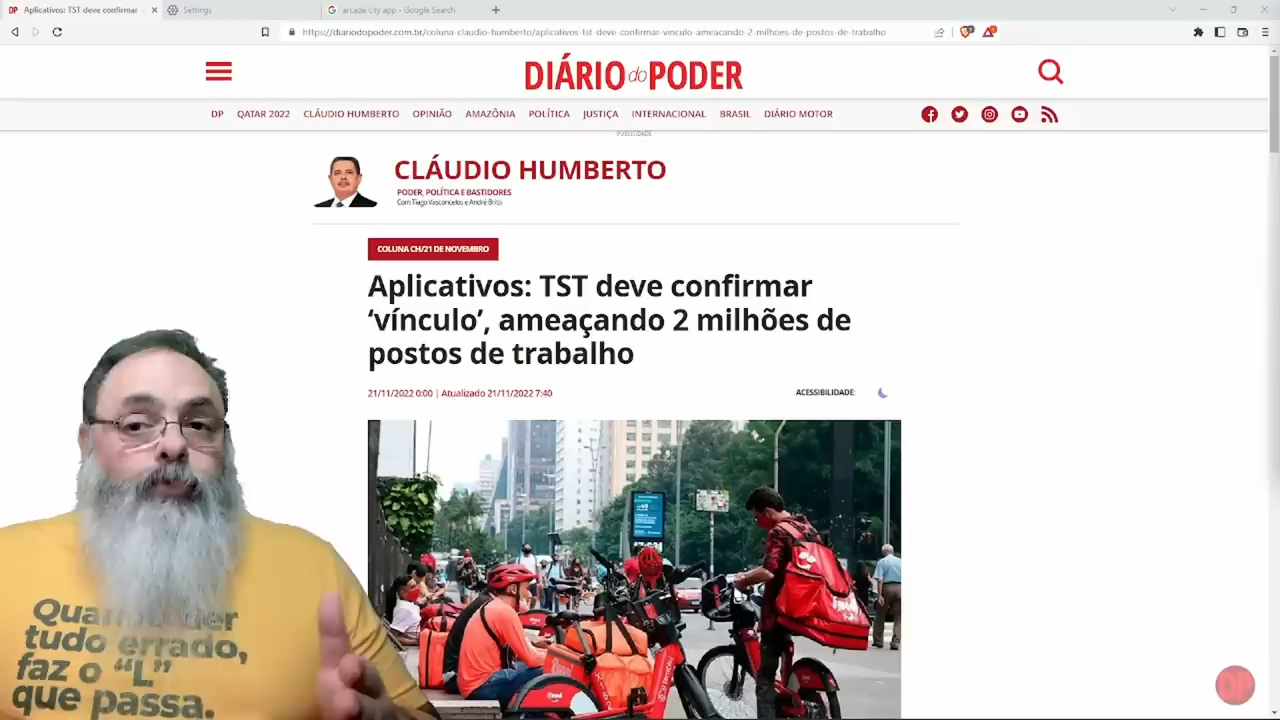 DP Aplicativos: TST deve confirmar
Settings
arcade.city app - Google Search
https://diariodopoder.com.br/coluna-claudio-humberto/aplicativos-tst-deve-confirmar-vinculo-ameacando-2-milhoes-de-postos-de-trabalho
DIÁRIO do PODER
DP QATAR 2022 CLÁUDIO HUMBERTO OPINIÃO AMAZÔNIA POLÍTICA JUSTIÇA INTERNACIONAL BRASIL DIÁRIO MOTOR
PUBLICIDADE
CLÁUDIO HUMBERTO
PODER, POLÍTICA E BASTIDORES
Com Tiago Vasconcelos e André Brito
COLUNA CH/21 DE NOVEMBRO
Aplicativos: TST deve confirmar
‘vínculo’, ameaçando 2 milhões de
postos de trabalho
21/11/2022 0:00 | Atualizado 21/11/2022 7:40
ACESSIBILIDADE:
tudo errado,
faz o “L”
que passa.